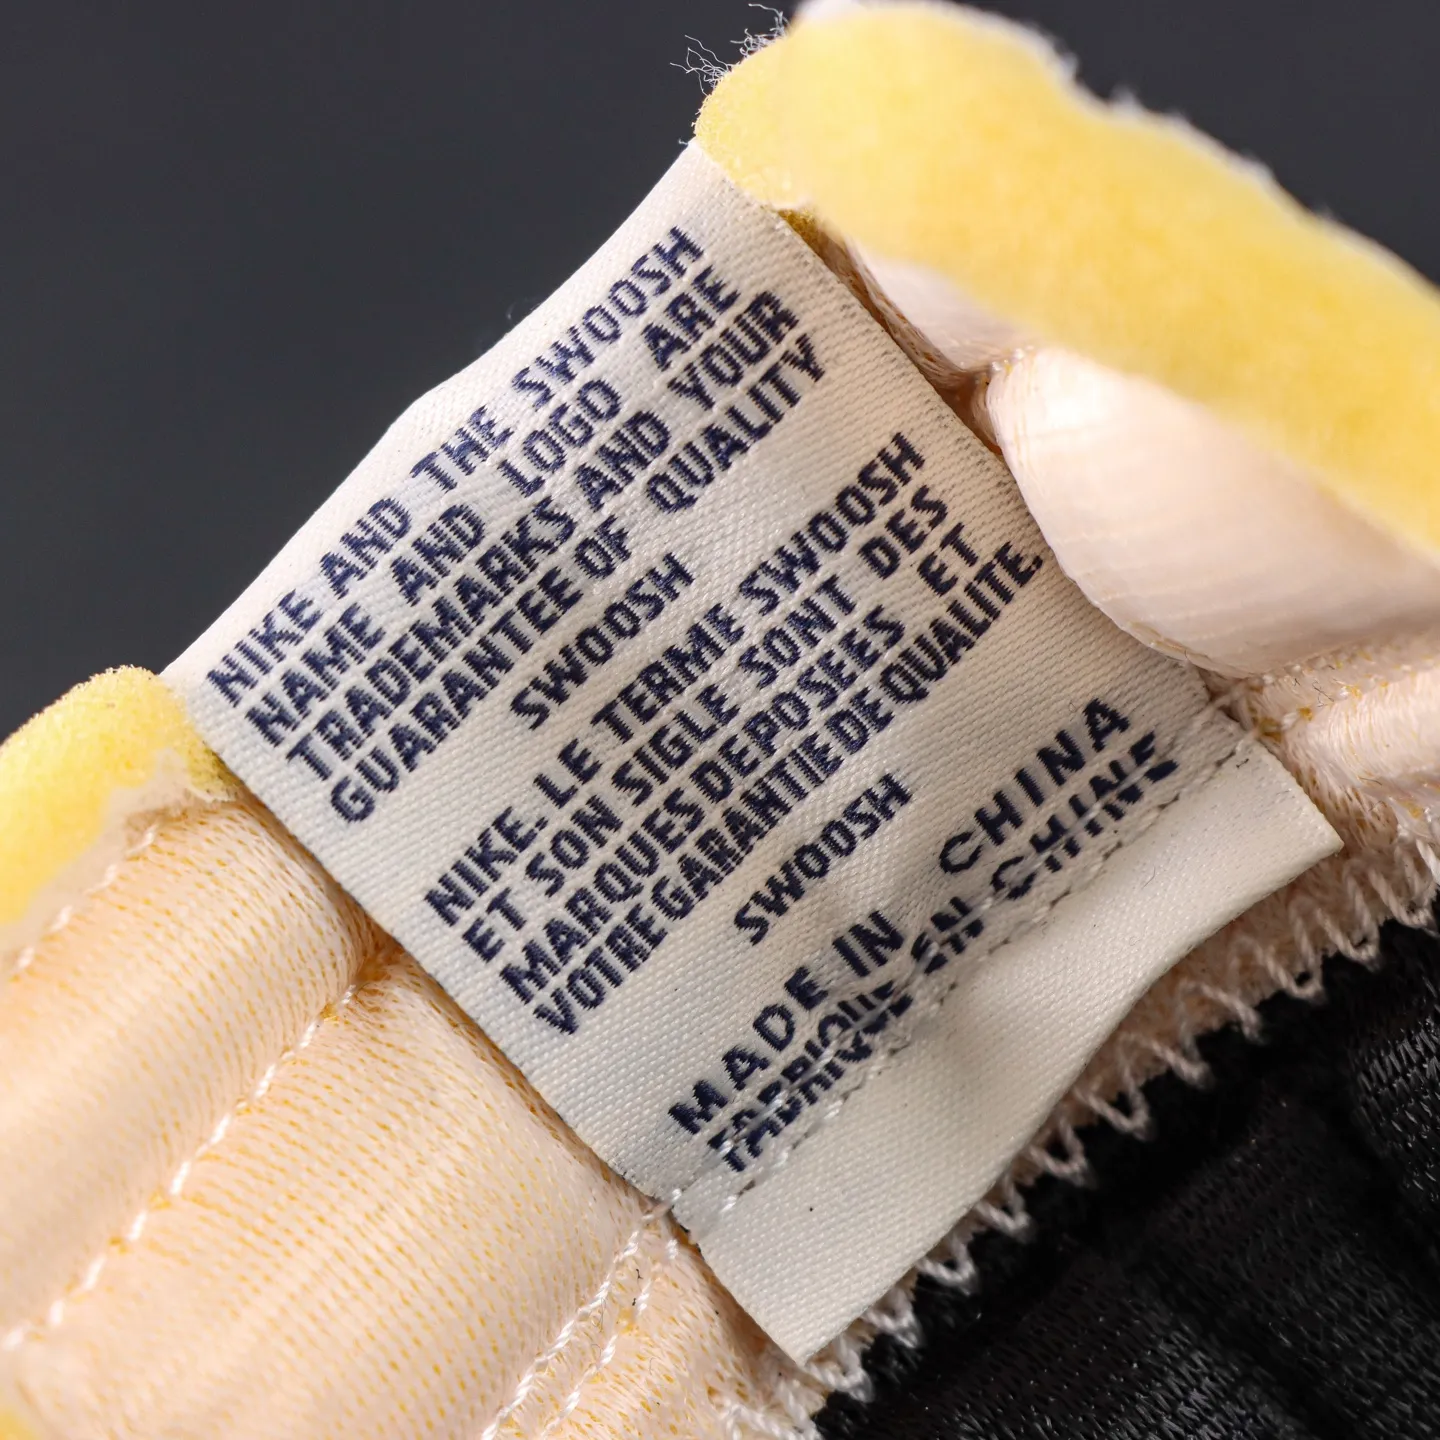 NIKE AND THE SWOOSH
NAME AND LOGO ARE
TRADEMARKS AND YOUR
GUARANTEE OF QUALITY
SWOOSH
NIKE. LE TERME SWOOSH
ET SON SIGLE SONT DES
MARQUES DEPOSEES ET
VOTRE GARANTIE DE QUALITE.
SWOOSH
MADE IN CHINA
FABRIQUE EN CHINE